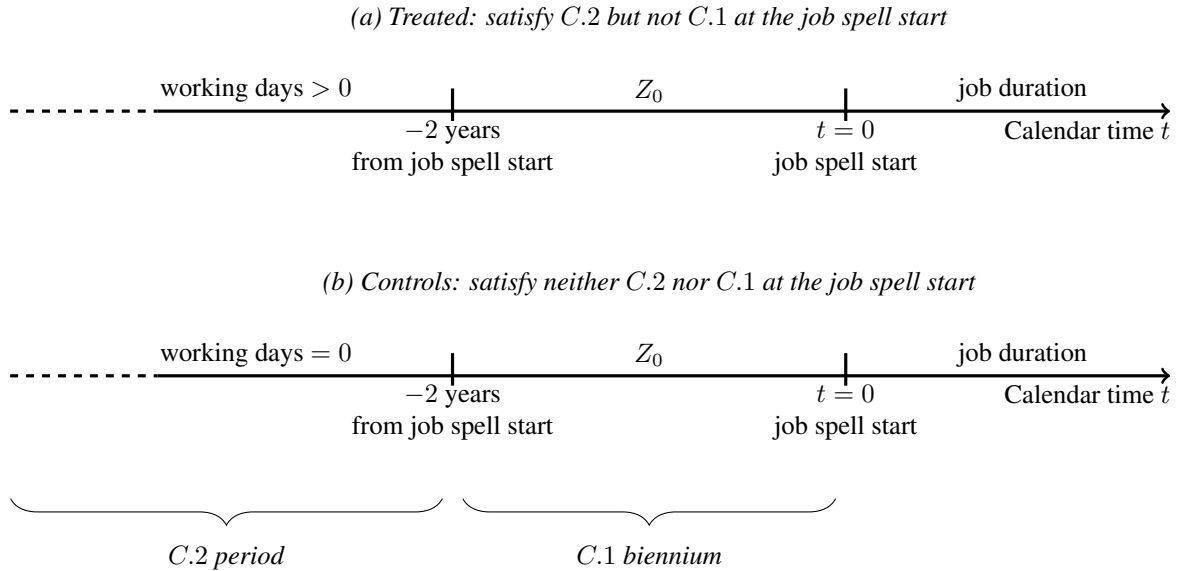 (a) Treated: satisfy C.2 but not C.1 at the job spell start
working days > 0 Z₀ job duration
−2 years t = 0 Calendar time t
from job spell start job spell start
(b) Controls: satisfy neither C.2 nor C.1 at the job spell start
working days = 0 Z₀ job duration
−2 years t = 0 Calendar time t
from job spell start job spell start
C.2 period C.1 biennium